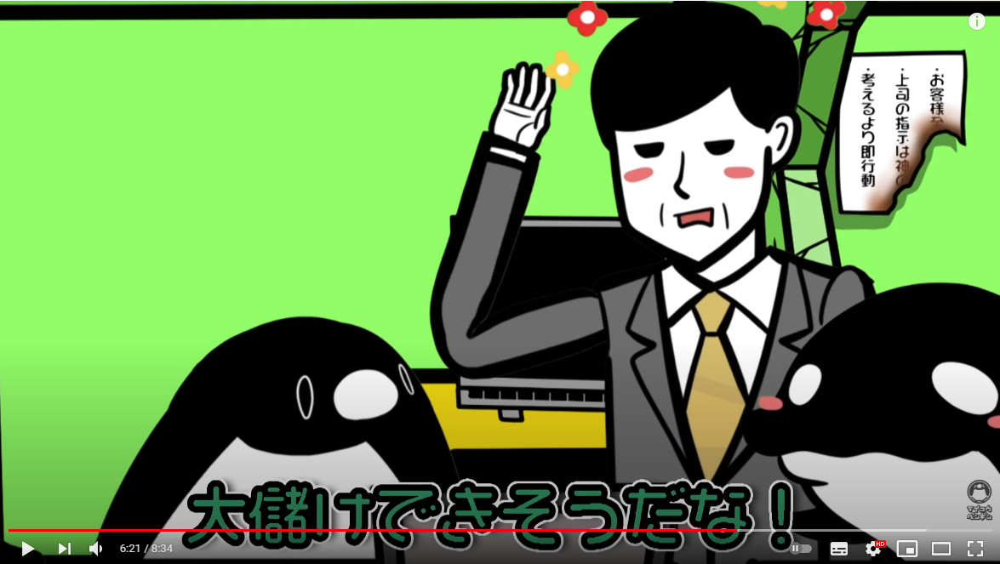 ・お客様
・上司の指示は神の
・考えるより即行動
大儲けできそうだな！
6:21 / 8:34
HD